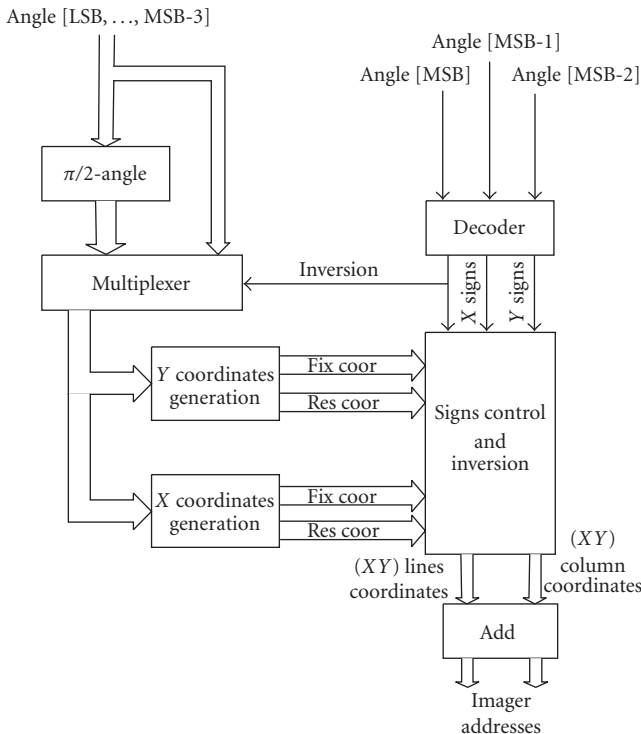 Angle [LSB, ..., MSB-3]
Angle [MSB-1]
Angle [MSB]
Angle [MSB-2]
π/2-angle
Decoder
Multiplexer
Inversion
X signs
Y signs
Y coordinates
generation
Fix coor
Res coor
Signs control
and
inversion
X coordinates
generation
Fix coor
Res coor
(XY) lines
coordinates
(XY)
column
coordinates
Add
Imager
addresses